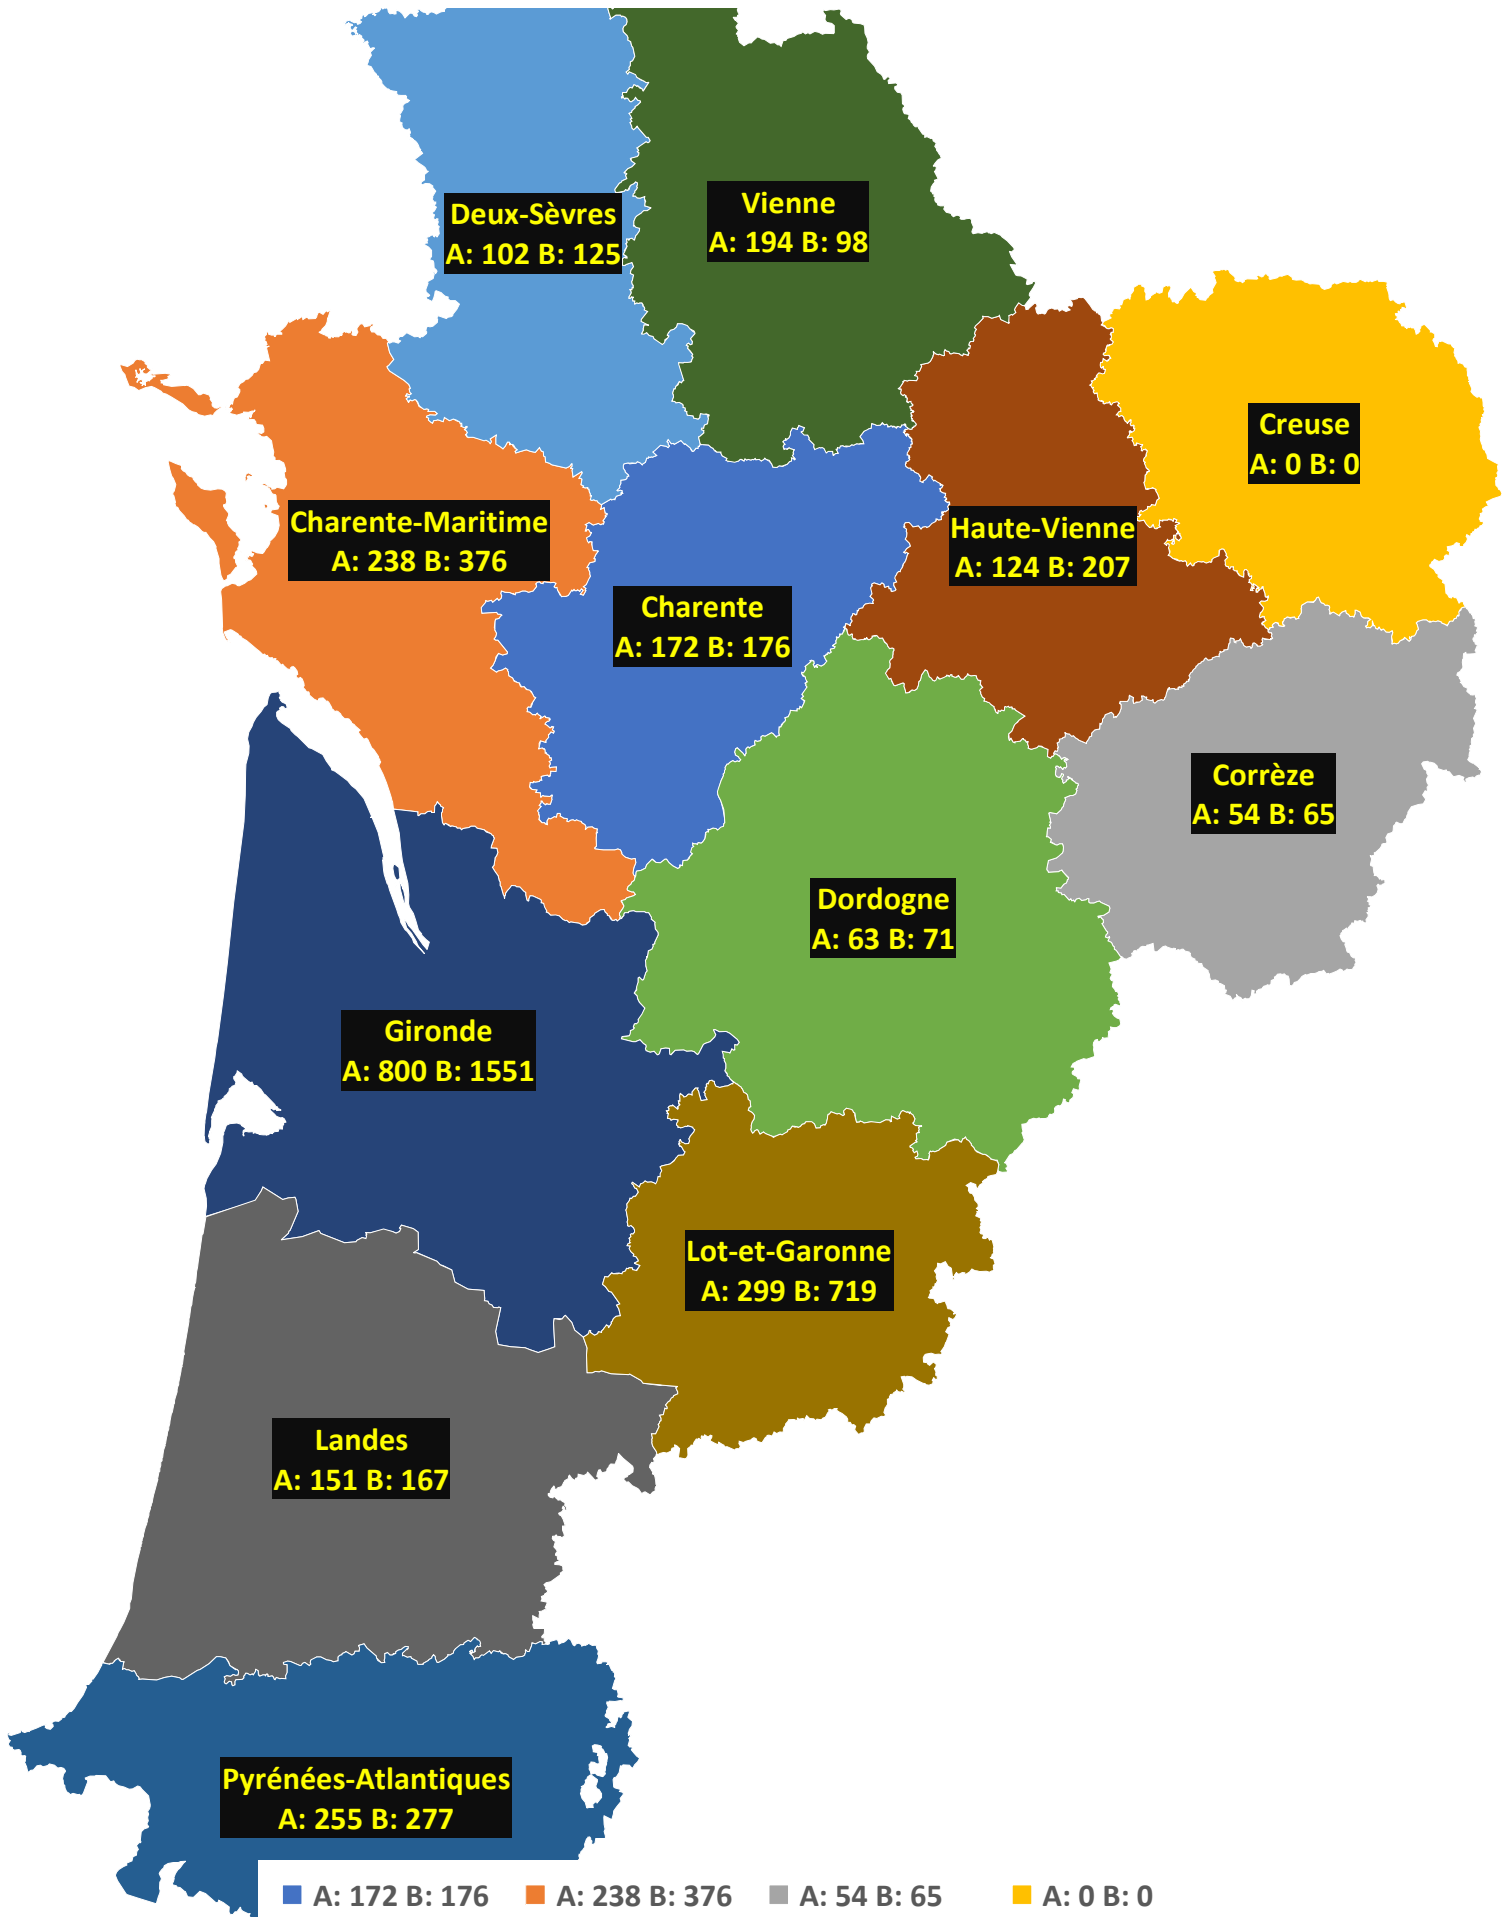 Vienne
A: 194 B: 98
Deux-Sèvres
A: 102 B: 125
Creuse
A: 0 B: 0
Charente-Maritime
A: 238 B: 376
Haute-Vienne
A: 124 B: 207
Charente
A: 172 B: 176
Corrèze
A: 54 B: 65
Dordogne
A: 63 B: 71
Gironde
A: 800 B: 1551
Lot-et-Garonne
A: 299 B: 719
Landes
A: 151 B: 167
Pyrénées-Atlantiques
A: 255 B: 277
A: 172 B: 176 A: 238 B: 376 A: 54 B: 65 A: 0 B: 0